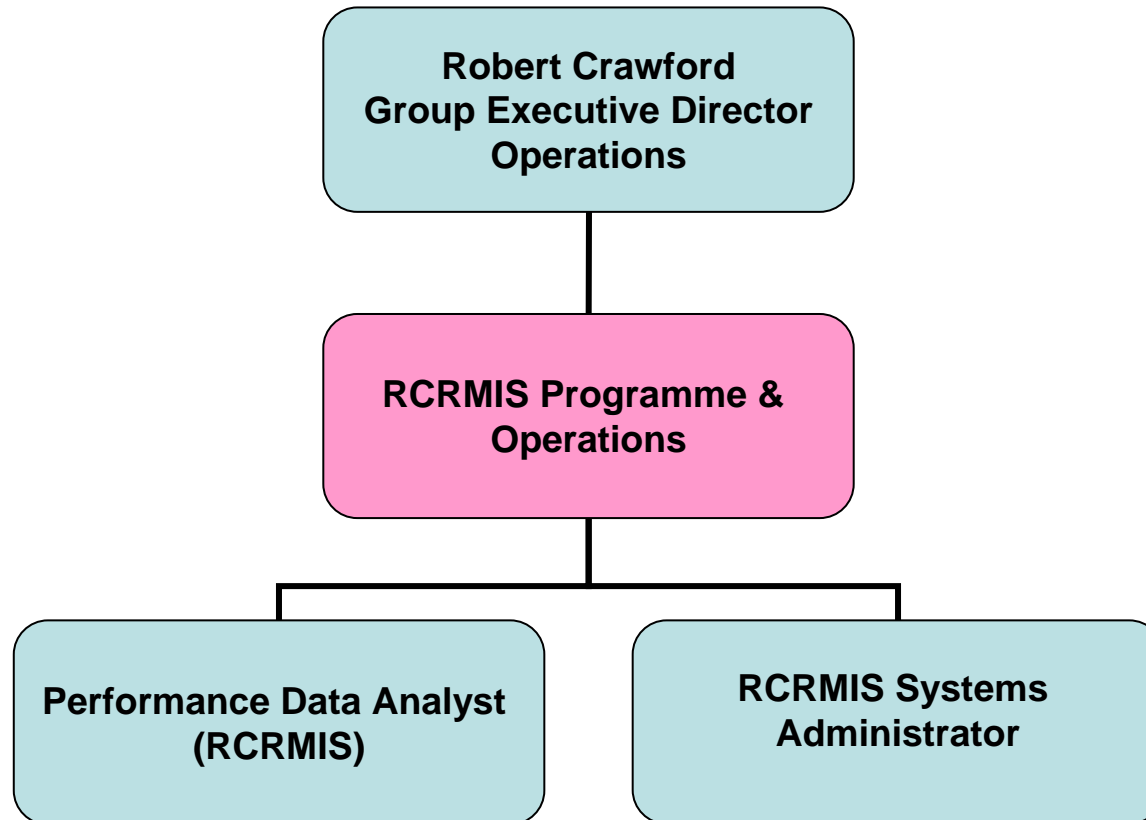 Robert Crawford
Group Executive Director
Operations
RCRMIS Programme &
Operations
Performance Data Analyst
(RCRMIS)
RCRMIS Systems
Administrator